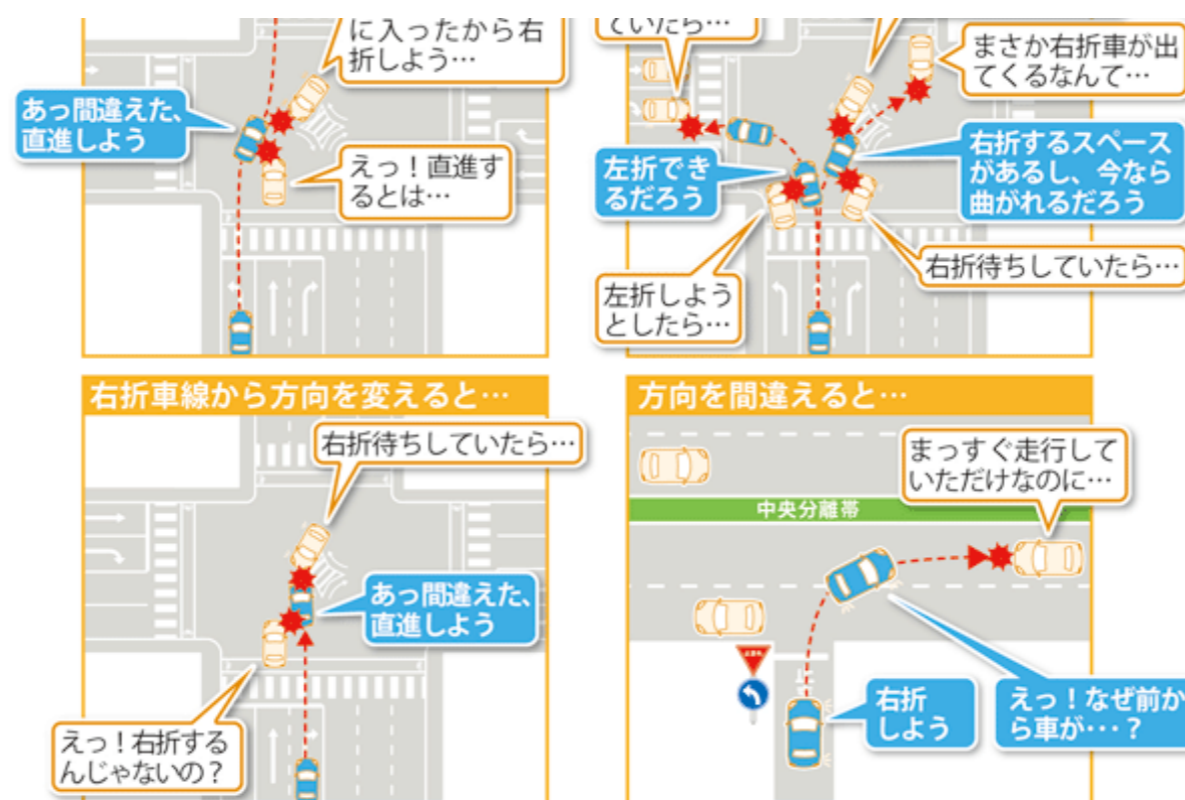 に入ったから右
折しよう…
あっ間違えた、
直進しよう
えっ！直進す
るとは…
ていたら…
まさか右折車が出
てくるなんて…
左折でき
るだろう
右折するスペース
があるし、今なら
曲がれるだろう
右折待ちしていたら…
左折しよう
としたら…
右折車線から方向を変えると…
右折待ちしていたら…
あっ間違えた、
直進しよう
えっ！右折する
んじゃないの？
方向を間違えると…
まっすぐ走行して
いただけなのに…
中央分離帯
右折
しよう
えっ！なぜ前か
ら車が・・・？